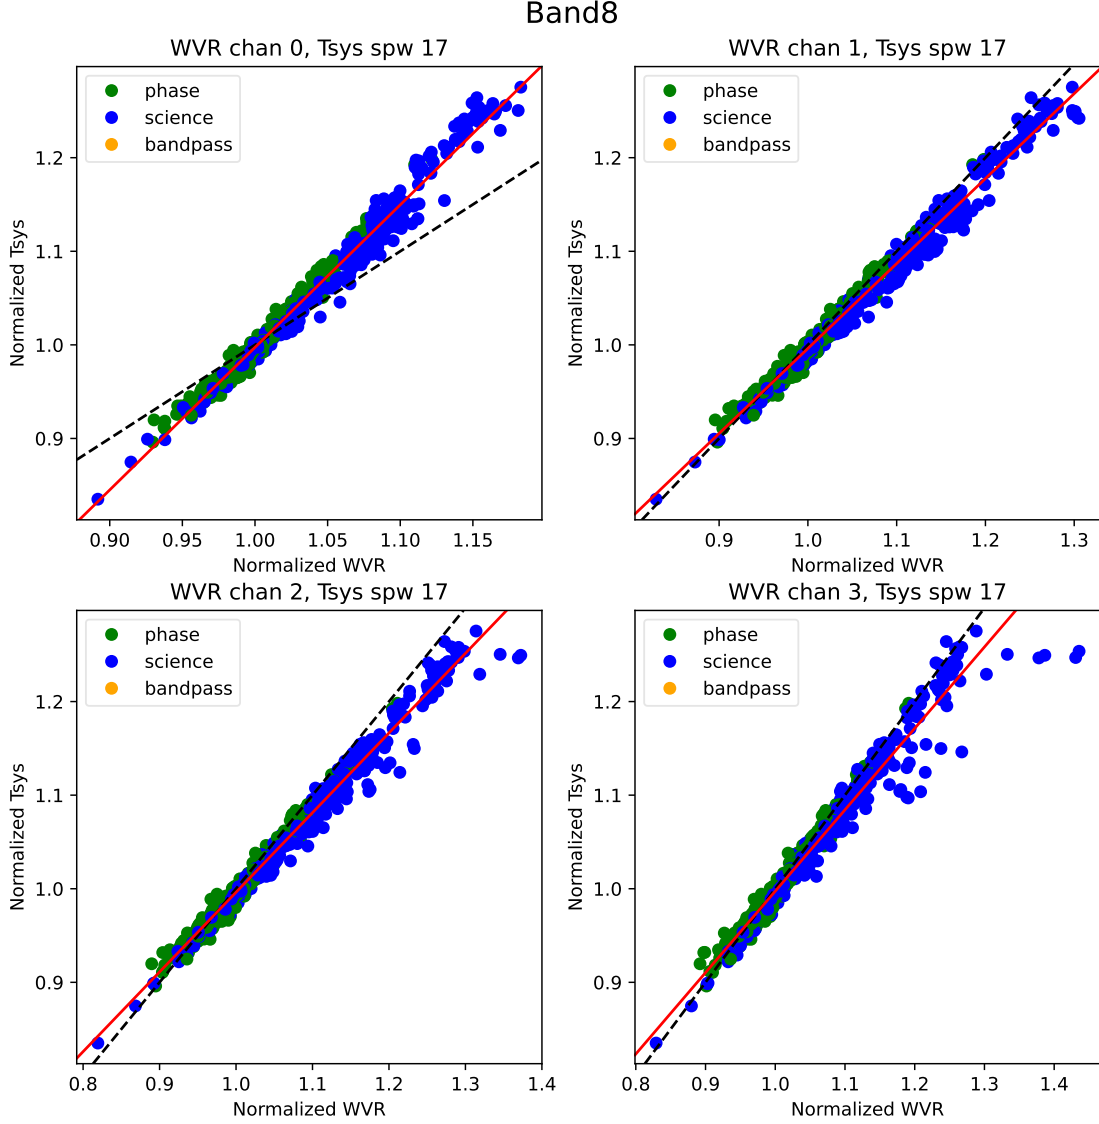 Band8
WVR chan 0, Tsys spw 17
phase
science
bandpass
Normalized Tsys
1.2
1.1
1.0
0.9
0.90 0.95 1.00 1.05 1.10 1.15
Normalized WVR
WVR chan 1, Tsys spw 17
phase
science
bandpass
Normalized Tsys
1.2
1.1
1.0
0.9
0.9 1.0 1.1 1.2 1.3
Normalized WVR
WVR chan 2, Tsys spw 17
phase
science
bandpass
Normalized Tsys
1.2
1.1
1.0
0.9
0.8 0.9 1.0 1.1 1.2 1.3 1.4
Normalized WVR
WVR chan 3, Tsys spw 17
phase
science
bandpass
Normalized Tsys
1.2
1.1
1.0
0.9
0.8 0.9 1.0 1.1 1.2 1.3 1.4
Normalized WVR